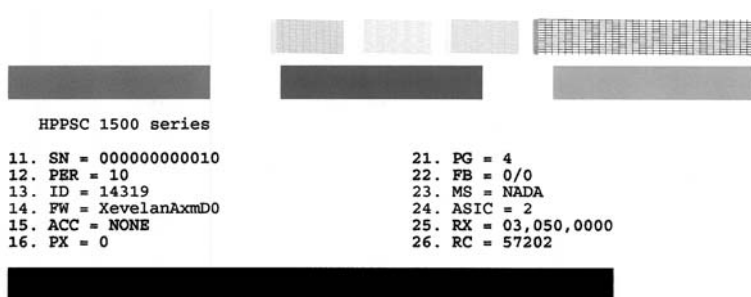 HPPSC 1500 series
11. SN = 000000000010
12. PER = 10
13. ID = 14319
14. FW = XevelanAxmD0
15. ACC = NONE
16. PX = 0
21. PG = 4
22. FB = 0/0
23. MS = NADA
24. ASIC = 2
25. RX = 03,050,0000
26. RC = 57202